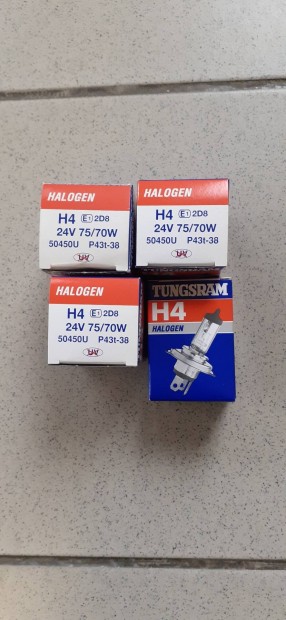 HALOGEN
H4 E1 2D8
24V 75/70W
50450U P43t-38
HALOGEN
H4 E1 2D8
24V 75/70W
50450U P43t-38
HALOGEN
H4 E1 2D8
24V 75/70W
50450U P43t-38
TUNGSRAM
H4
HALOGEN